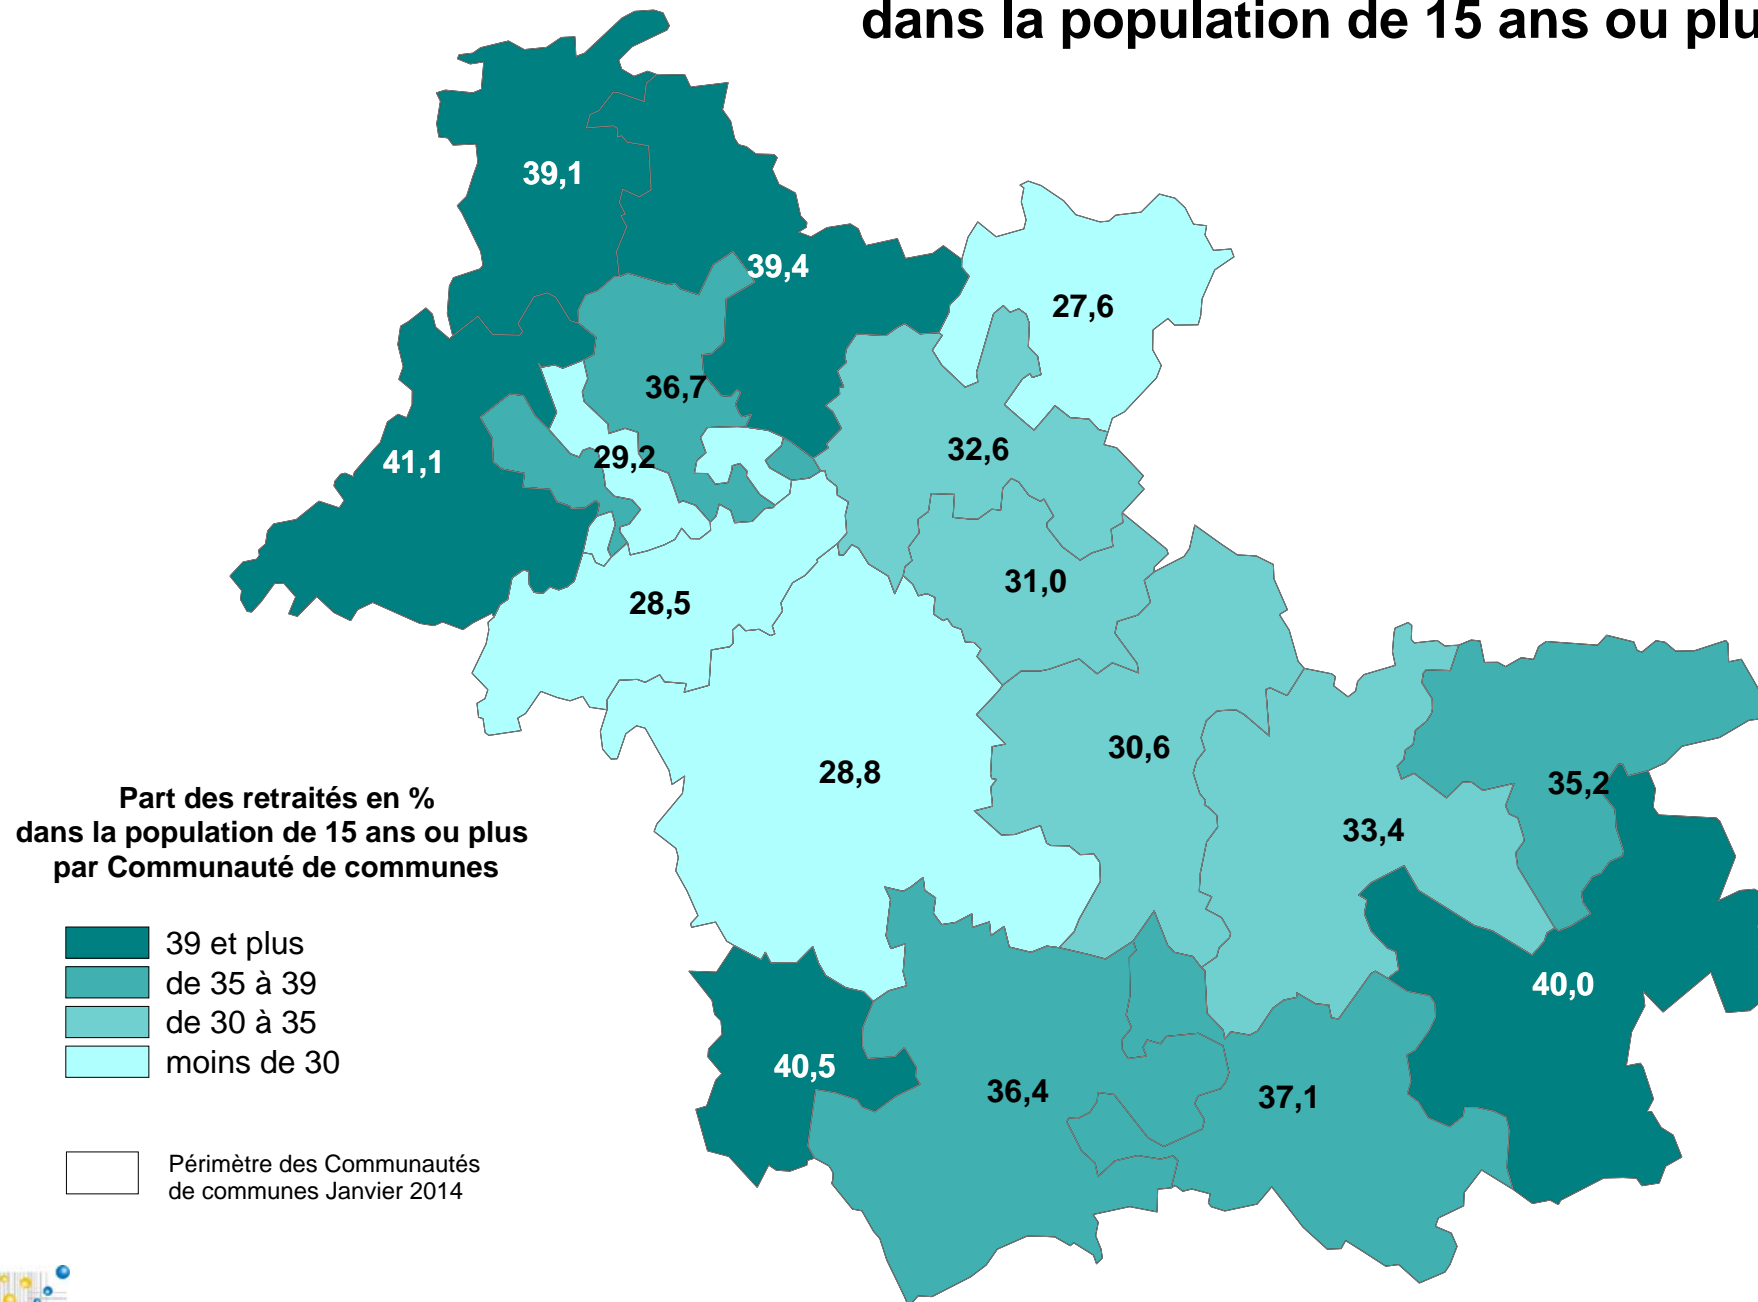 dans la population de 15 ans ou plu
39,1
39,4
27,6
36,7
41,1
29,2
32,6
31,0
28,5
30,6
28,8
35,2
33,4
40,0
40,5
36,4
37,1
Part des retraités en %
dans la population de 15 ans ou plus
par Communauté de communes
39 et plus
de 35 à 39
de 30 à 35
moins de 30
Périmètre des Communautés
de communes Janvier 2014